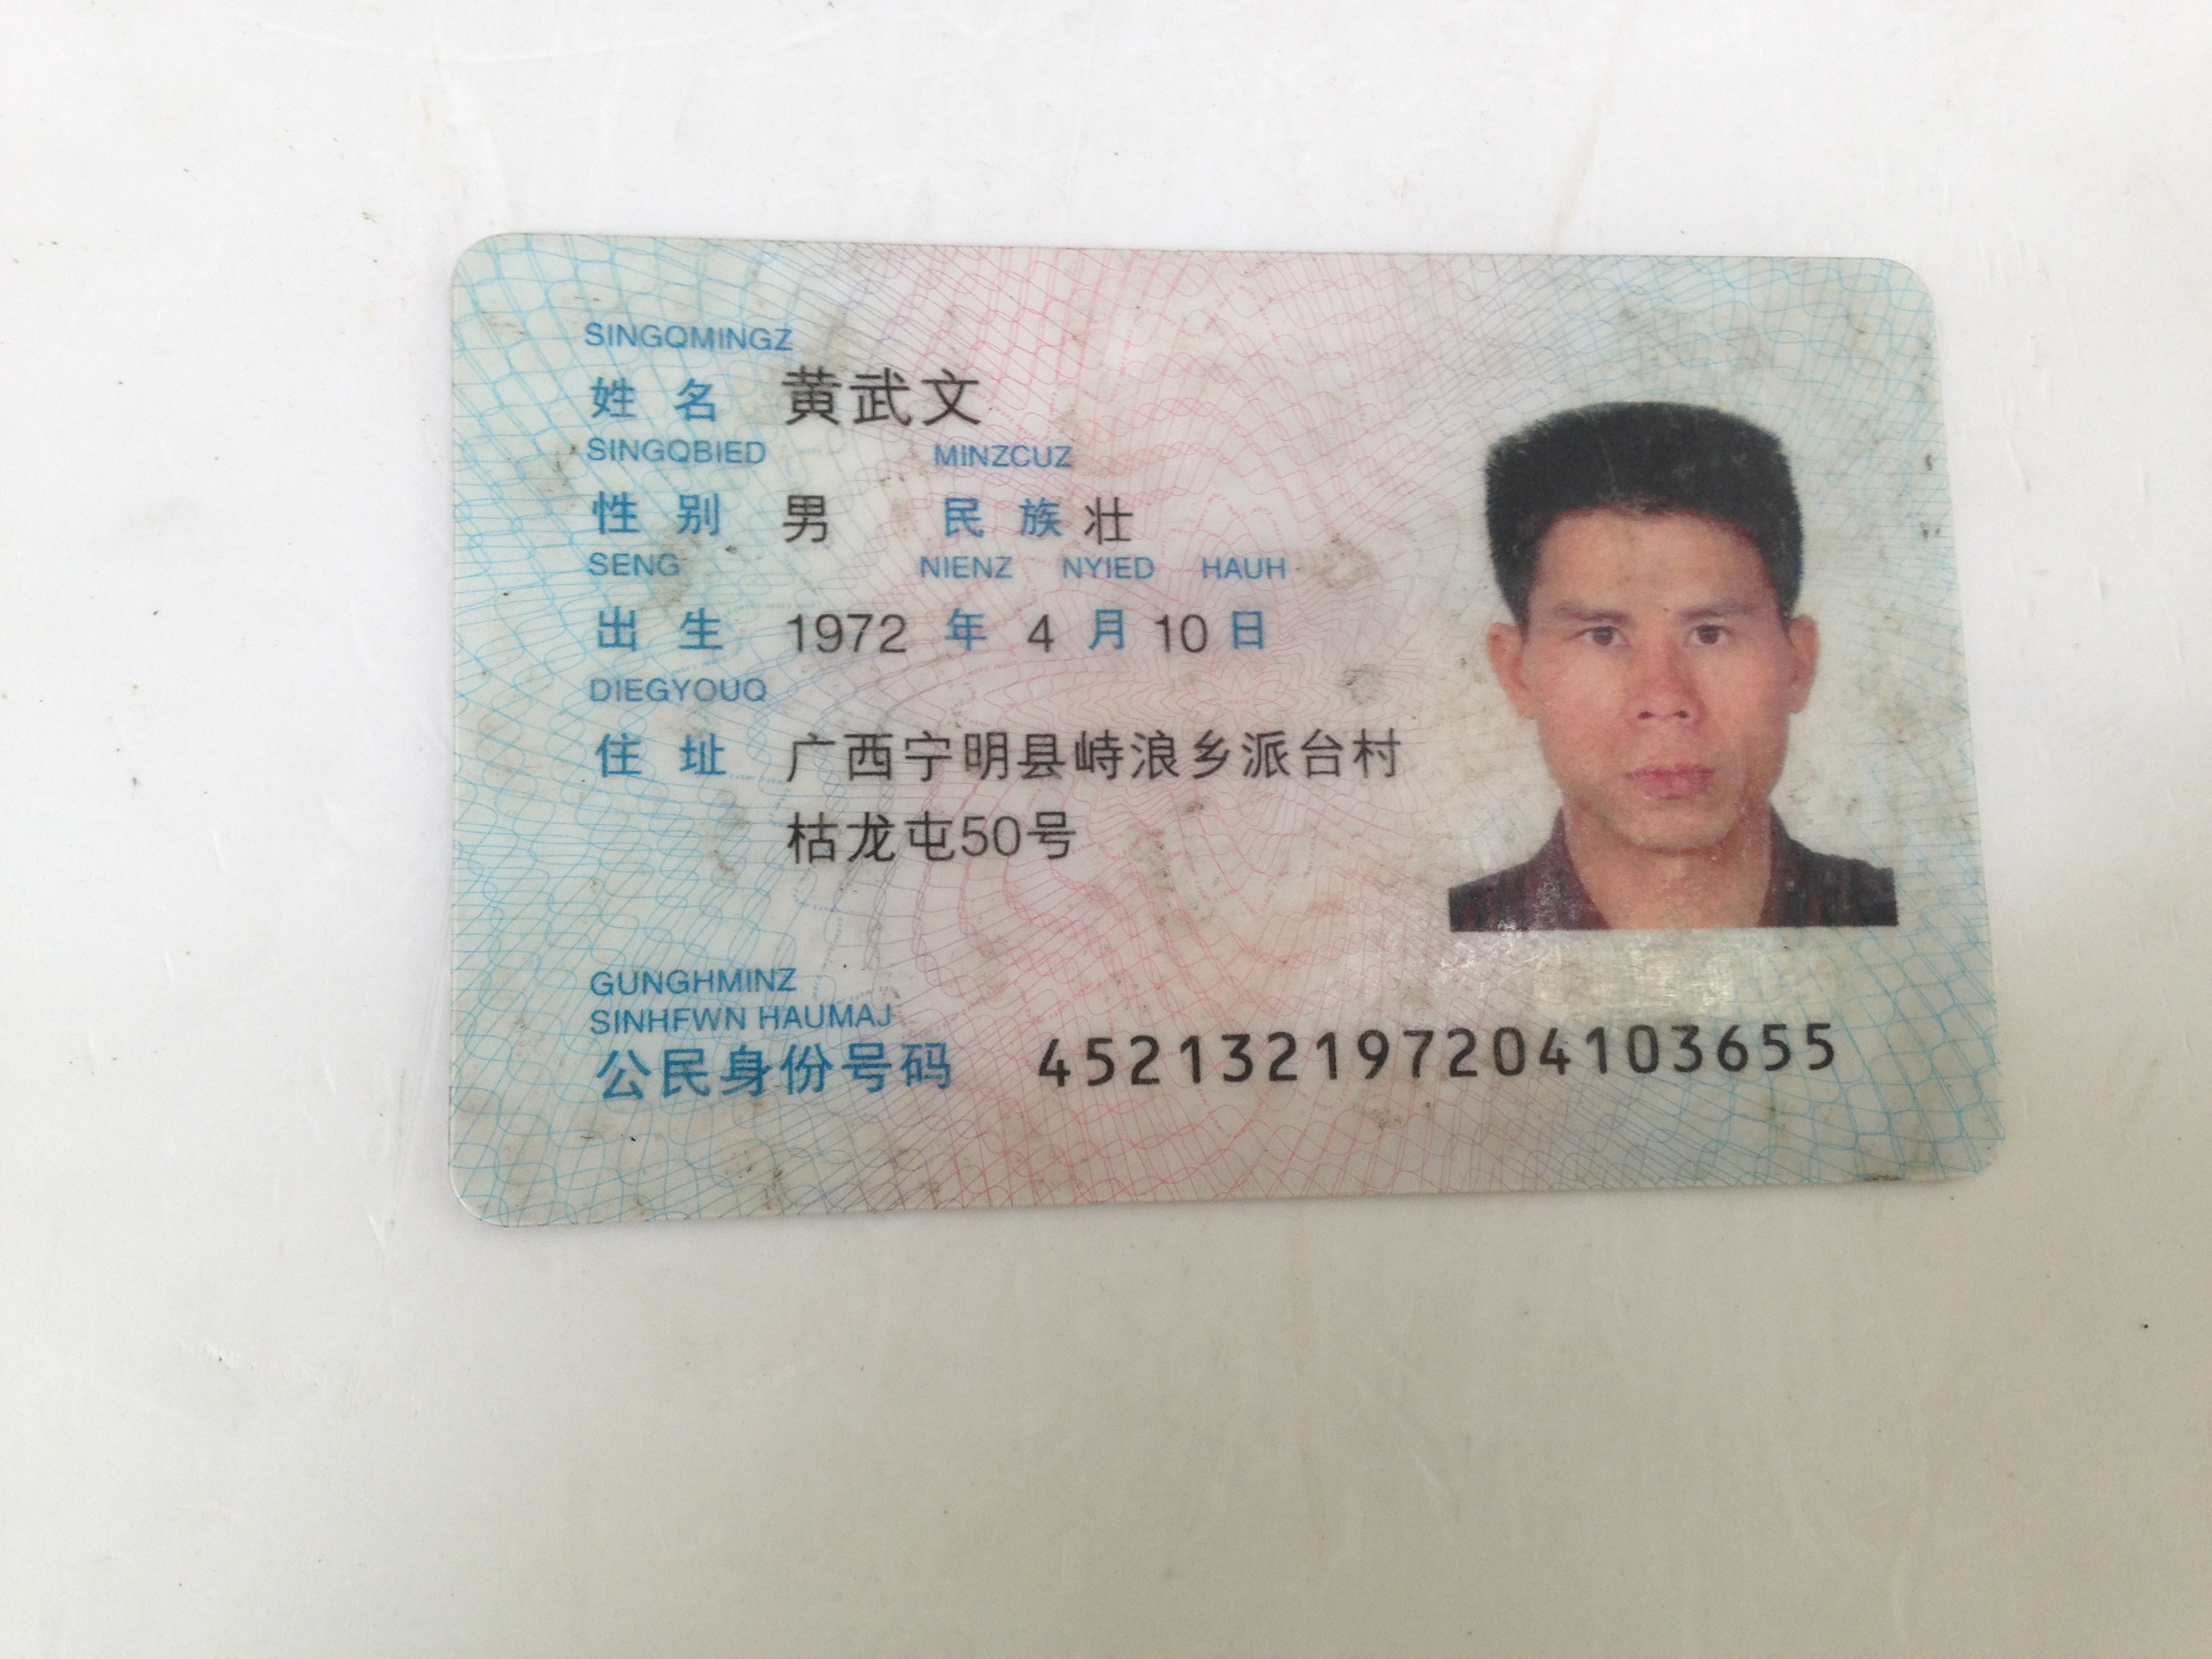 SINGQMINGZ
姓 名 黄武文
SINGQBIED MINZCUZ
性 别 男 民 族 壮
SENG NIENZ NYIED HAUH
出 生 1972 年 4 月 10 日
DIEGYOUQ
住 址 广西宁明县峙浪乡派台村
枯龙屯50号
GUNGHMINZ
SINHFWN HAUMAJ
公民身份号码 452132197204103655